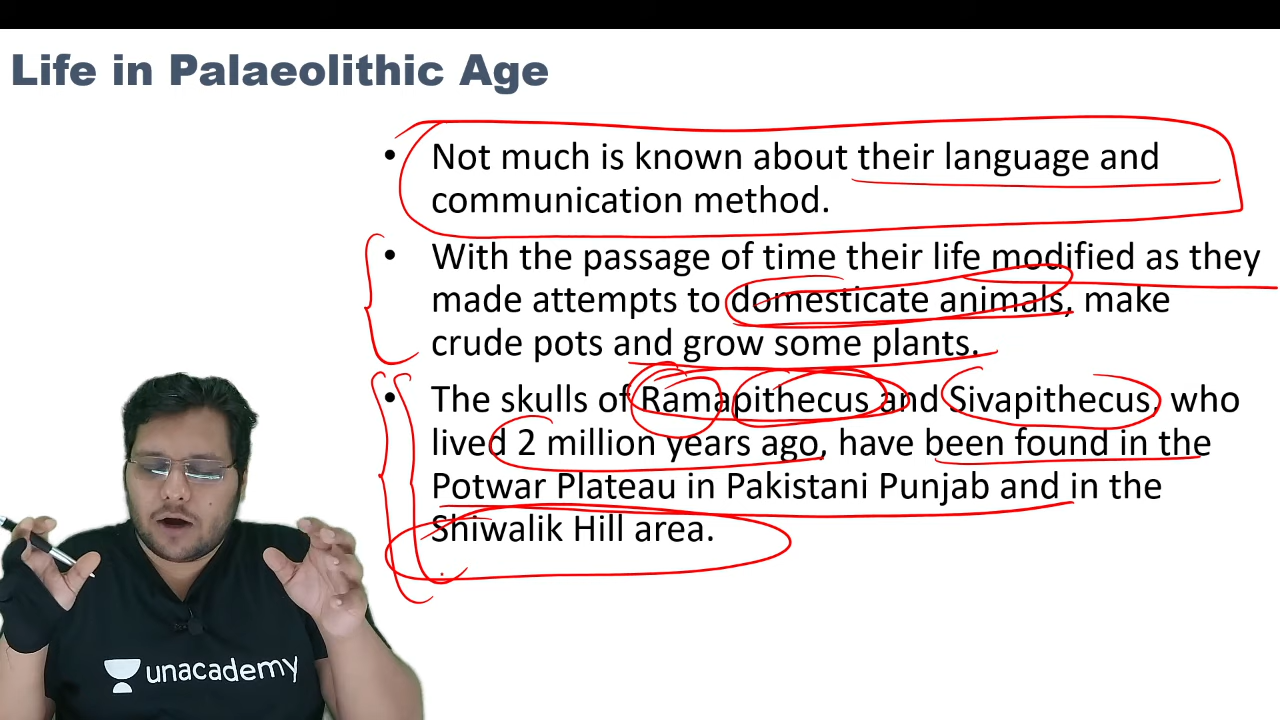 Life in Palaeolithic Age
• Not much is known about their language and
communication method.
• With the passage of time their life modified as they
made attempts to domesticate animals, make
crude pots and grow some plants.
• The skulls of Ramapithecus and Sivapithecus, who
lived 2 million years ago, have been found in the
Potwar Plateau in Pakistani Punjab and in the
Shiwalik Hill area.
unacademy